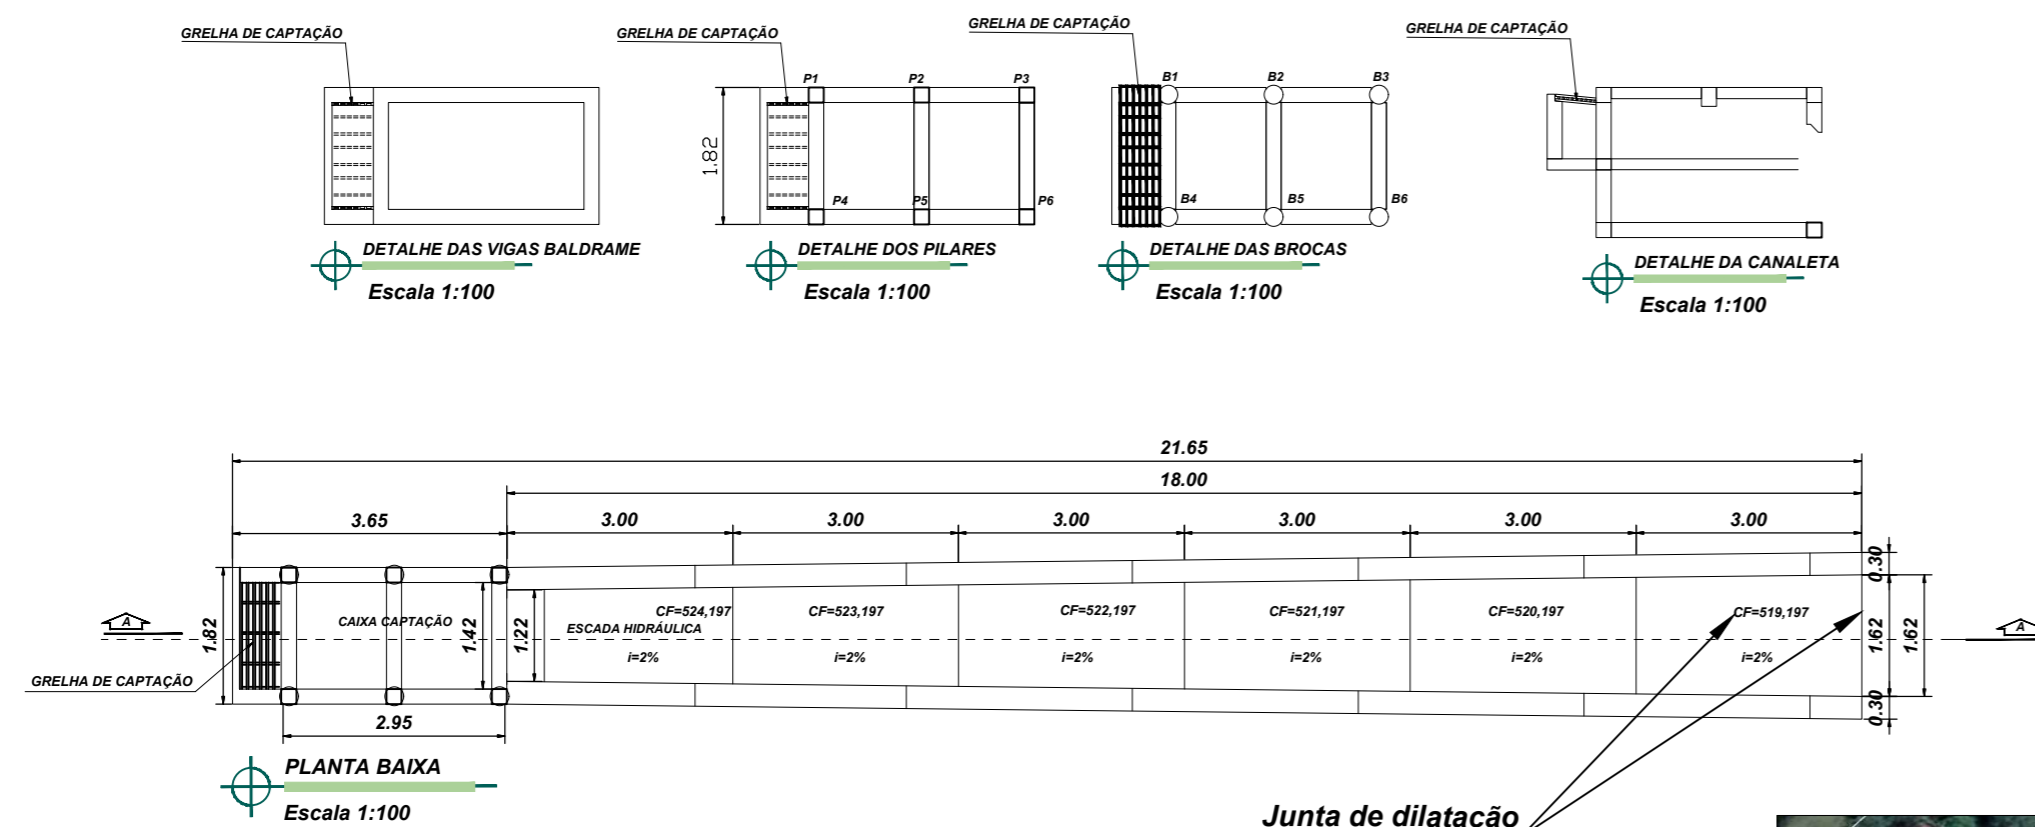 GRELHA DE CAPTAÇÃO
GRELHA DE CAPTAÇÃO
GRELHA DE CAPTAÇÃO
GRELHA DE CAPTAÇÃO
P1 P2 P3
B1 B2 B3
1.82
P4 P5 P6
B4 B5 B6
DETALHE DAS VIGAS BALDRAME
Escala 1:100
DETALHE DOS PILARES
Escala 1:100
DETALHE DAS BROCAS
Escala 1:100
DETALHE DA CANALETA
Escala 1:100
21.65
18.00
3.65 3.00 3.00 3.00 3.00 3.00 3.00
0.30
CF=524,197 CF=523,197 CF=522,197 CF=521,197 CF=520,197 CF=519,197
A
CAIXA CAPTAÇÃO
ESCADA HIDRÁULICA
A
1.82
1.42
1.22
1.62
1.62
i=2% i=2% i=2% i=2% i=2% i=2%
GRELHA DE CAPTAÇÃO
0.30
2.95
PLANTA BAIXA
Escala 1:100
Junta de dilatação